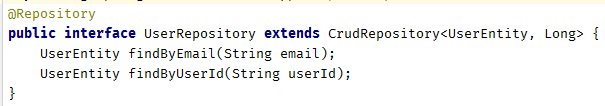 @Repository
public interface UserRepository extends CrudRepository<UserEntity, Long> {
    UserEntity findByEmail(String email);
    UserEntity findByUserId(String userId);
}